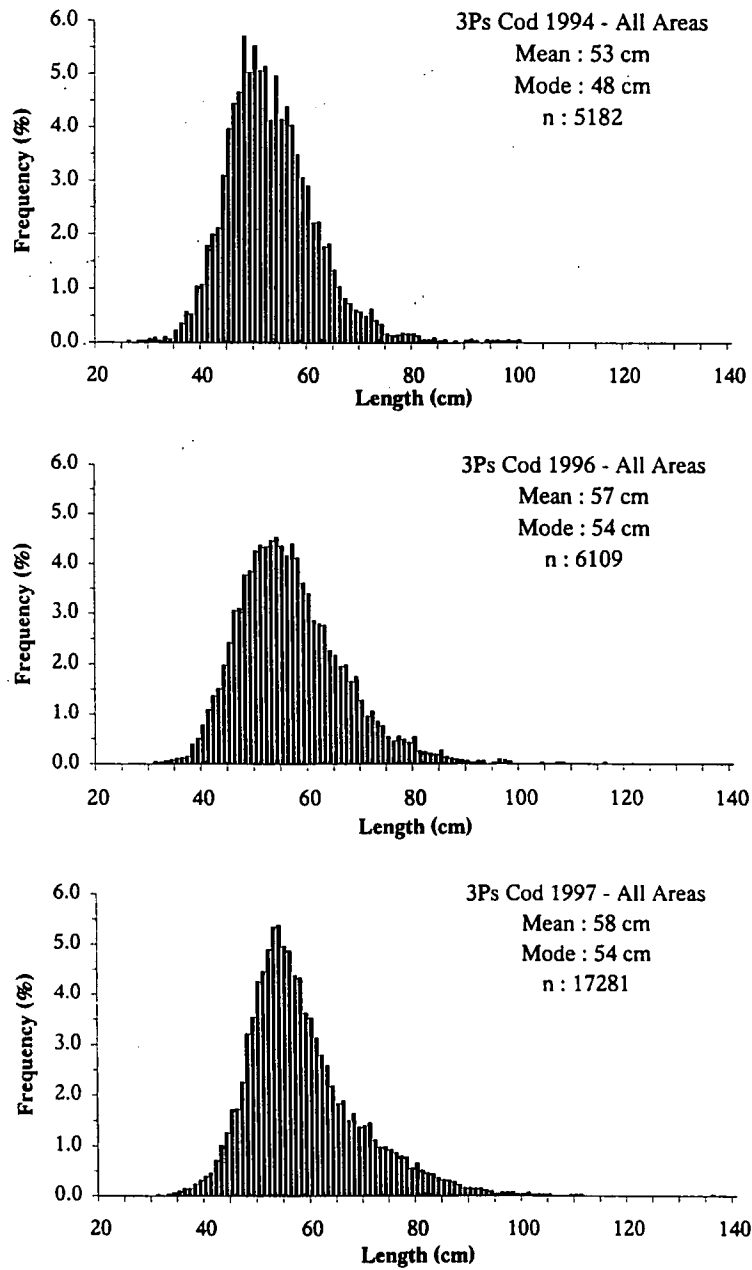 3Ps Cod 1994 - All Areas
Mean : 53 cm
Mode : 48 cm
n : 5182
Frequency (%)
6.0
5.0
4.0
3.0
2.0
1.0
0.0
20 40 60 80 100 120 140
Length (cm)
3Ps Cod 1996 - All Areas
Mean : 57 cm
Mode : 54 cm
n : 6109
Frequency (%)
6.0
5.0
4.0
3.0
2.0
1.0
0.0
20 40 60 80 100 120 140
Length (cm)
3Ps Cod 1997 - All Areas
Mean : 58 cm
Mode : 54 cm
n : 17281
Frequency (%)
6.0
5.0
4.0
3.0
2.0
1.0
0.0
20 40 60 80 100 120 140
Length (cm)